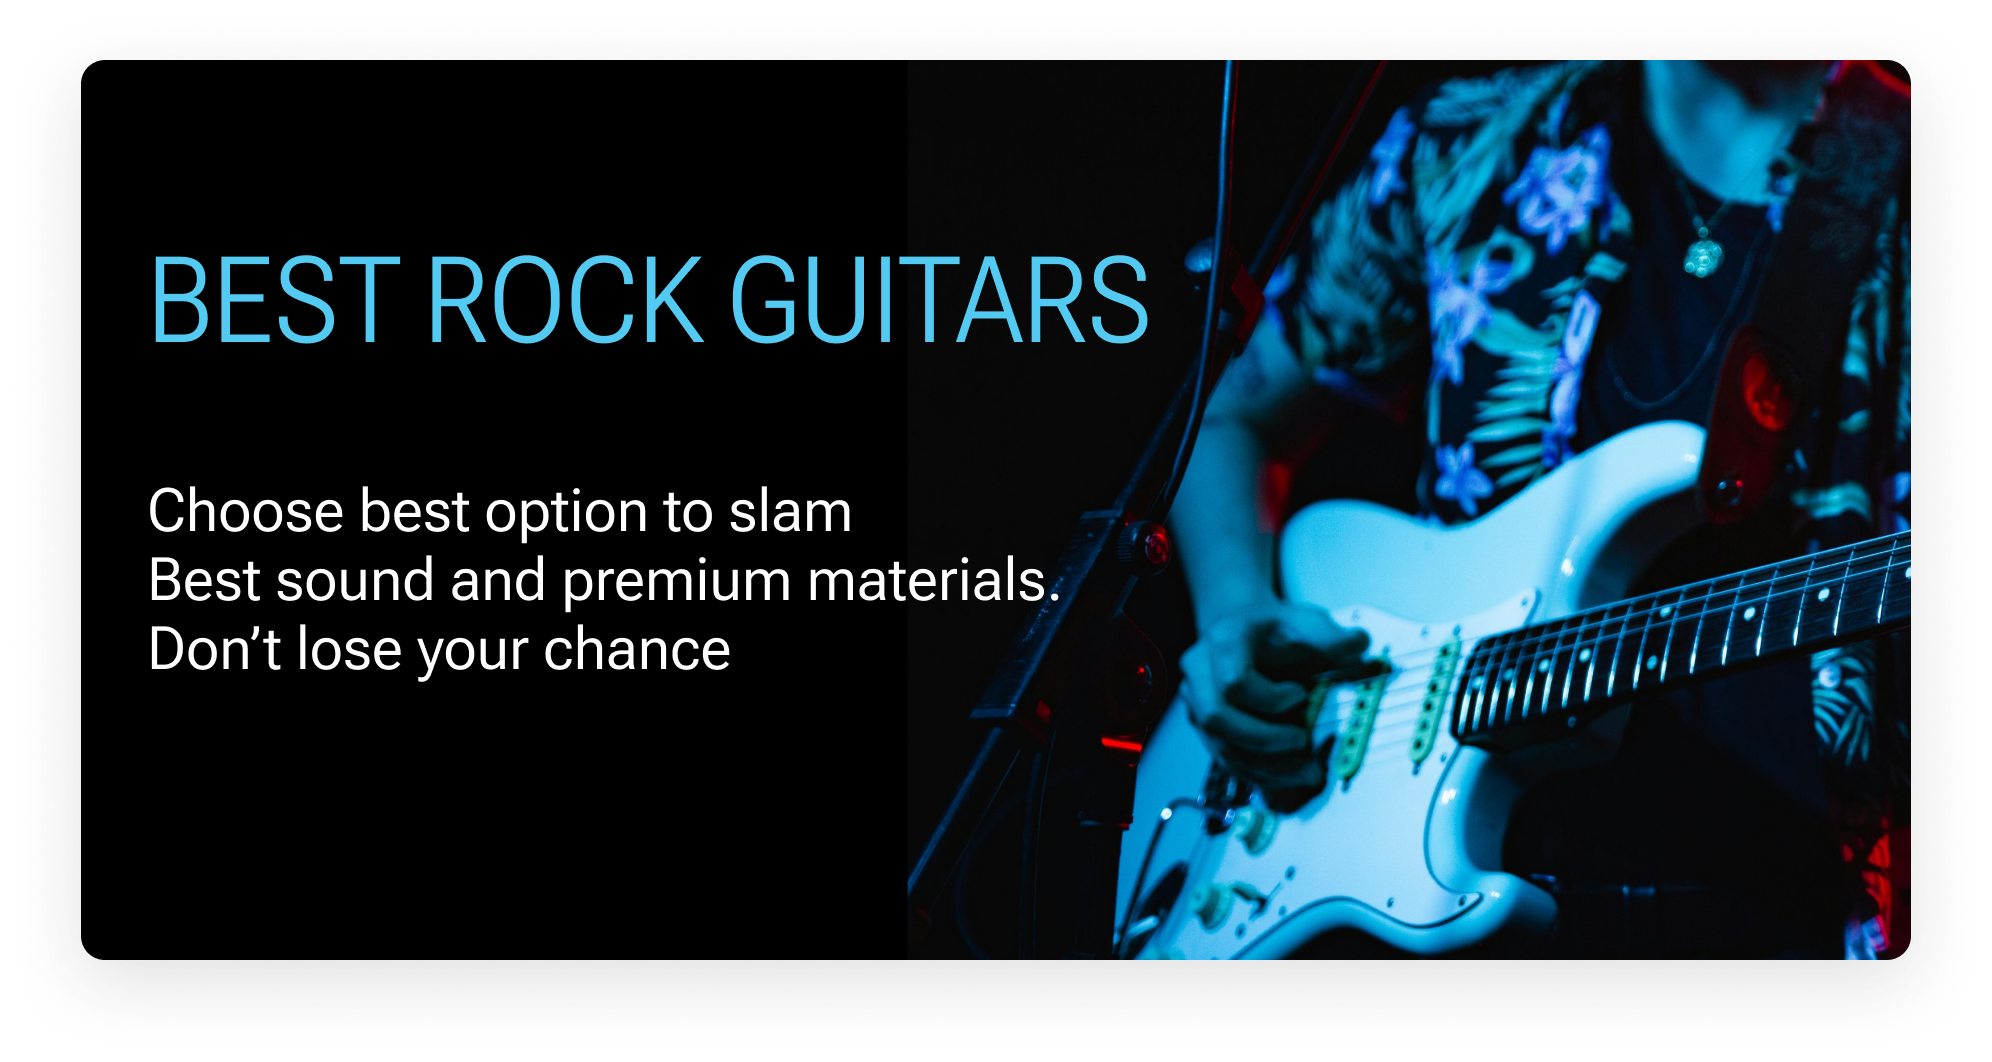 BEST ROCK GUITARS
Choose best option to slam
Best sound and premium materials.
Don’t lose your chance